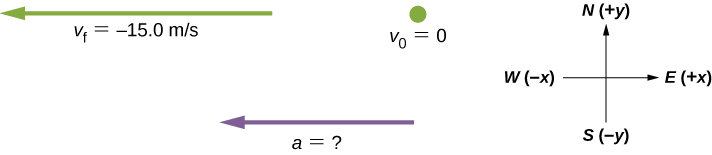 v_f = –15.0 m/s
v_0 = 0
a = ?
N (+y)
W (–x)
E (+x)
S (–y)